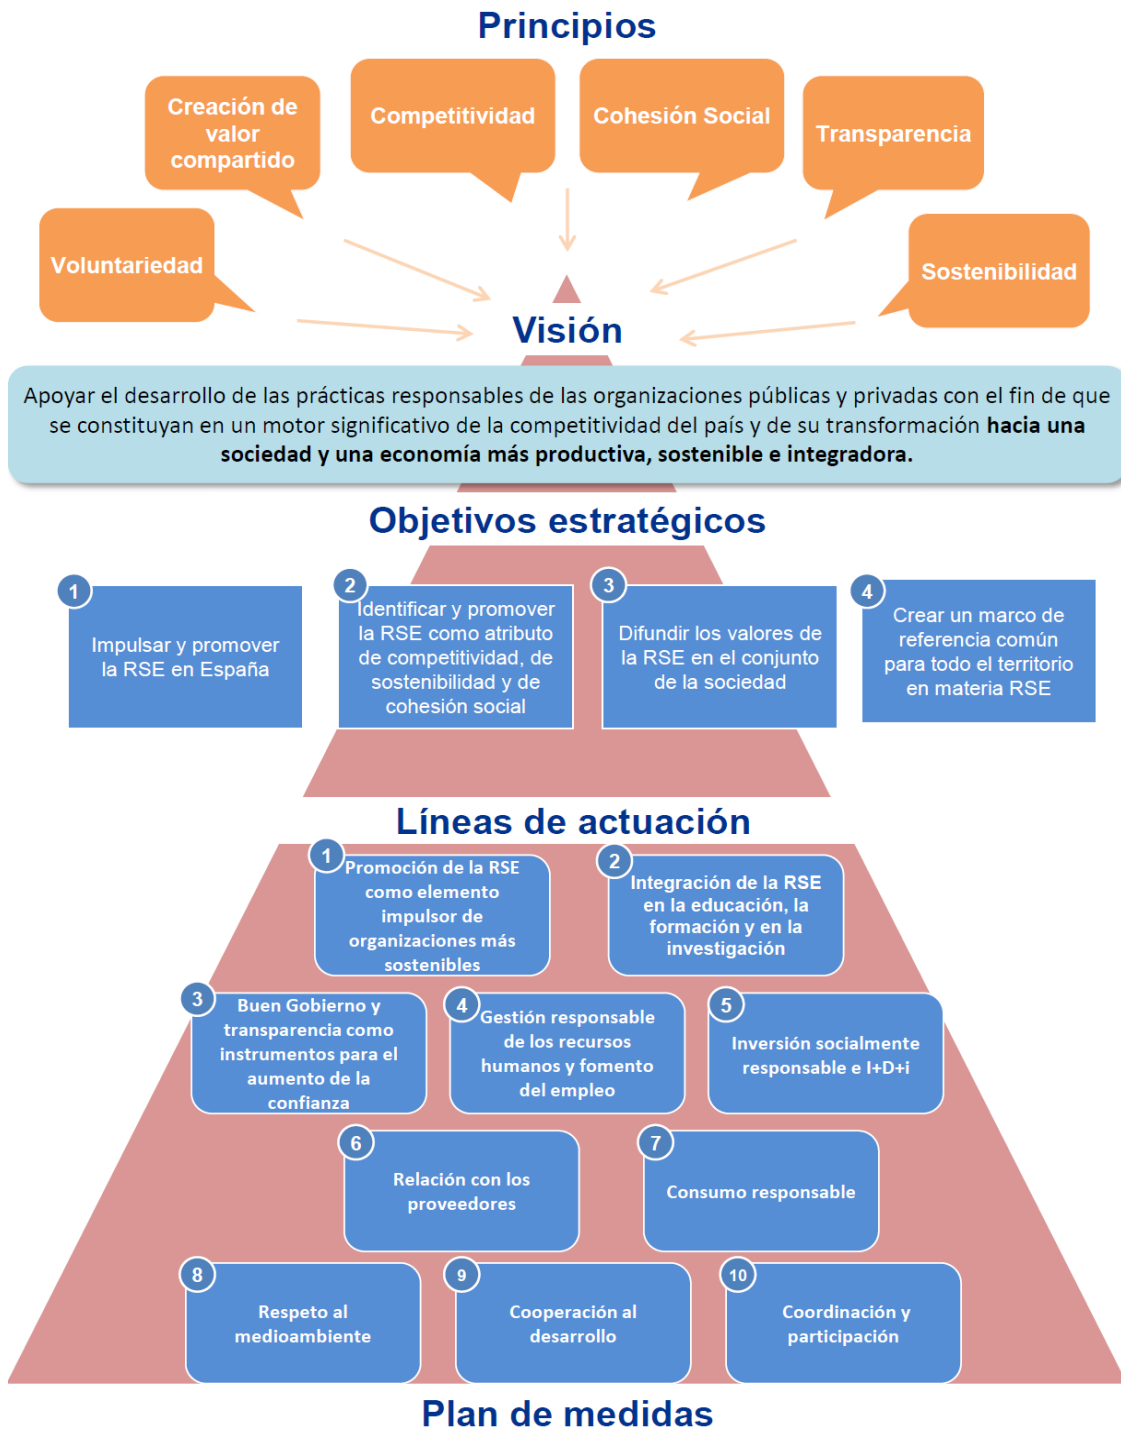 Principios
Creación de
valor
compartido
Competitividad
Cohesión Social
Transparencia
Voluntariedad
Sostenibilidad
Visión
Apoyar el desarrollo de las prácticas responsables de las organizaciones públicas y privadas con el fin de que
se constituyan en un motor significativo de la competitividad del país y de su transformación hacia una
sociedad y una economía más productiva, sostenible e integradora.
Objetivos estratégicos
1
Impulsar y promover
la RSE en España
2
Identificar y promover
la RSE como atributo
de competitividad, de
sostenibilidad y de
cohesión social
3
Difundir los valores de
la RSE en el conjunto
de la sociedad
4
Crear un marco de
referencia común
para todo el territorio
en materia RSE
Líneas de actuación
1
Promoción de la RSE
como elemento
impulsor de
organizaciones más
sostenibles
2
Integración de la RSE
en la educación, la
formación y en la
investigación
3
Buen Gobierno y
transparencia como
instrumentos para el
aumento de la
confianza
4
Gestión responsable
de los recursos
humanos y fomento
del empleo
5
Inversión socialmente
responsable e I+D+i
6
Relación con los
proveedores
7
Consumo responsable
8
Respeto al
medioambiente
9
Cooperación al
desarrollo
10
Coordinación y
participación
Plan de medidas